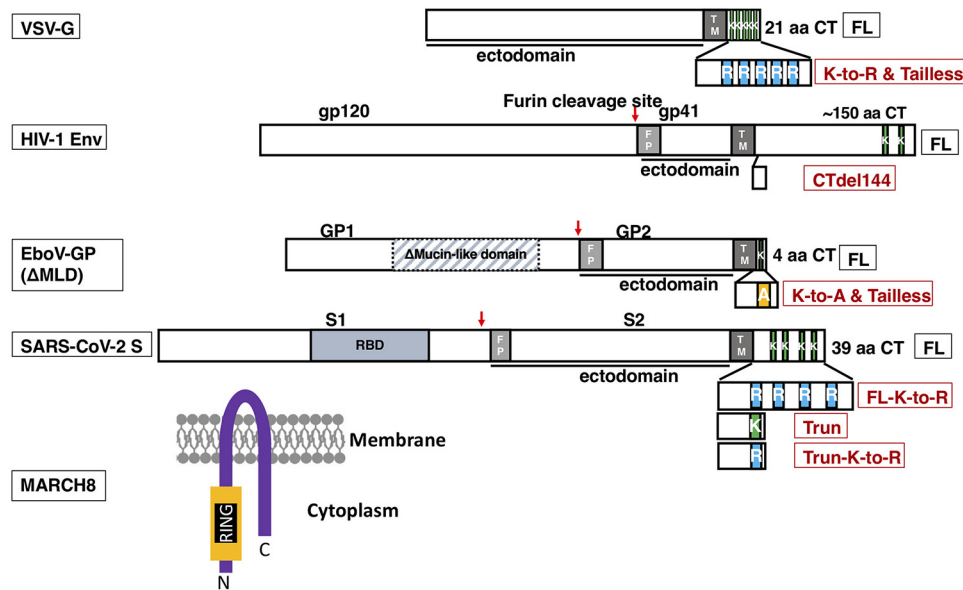 VSV-G
T
M
K K K K K
21 aa CT
FL
ectodomain
R R R R R
K-to-R & Tailless
Furin cleavage site
gp120
gp41
~150 aa CT
HIV-1 Env
F
P
T
M
K K
FL
ectodomain
CTdel144
GP1
GP2
EboV-GP
(ΔMLD)
ΔMucin-like domain
F
P
T
M
K
4 aa CT
FL
ectodomain
A
K-to-A & Tailless
S1
S2
SARS-CoV-2 S
RBD
F
P
T
M
K K K K
39 aa CT
FL
ectodomain
R R R R
FL-K-to-R
K
Trun
R
Trun-K-to-R
Membrane
MARCH8
RING
Cytoplasm
C
N